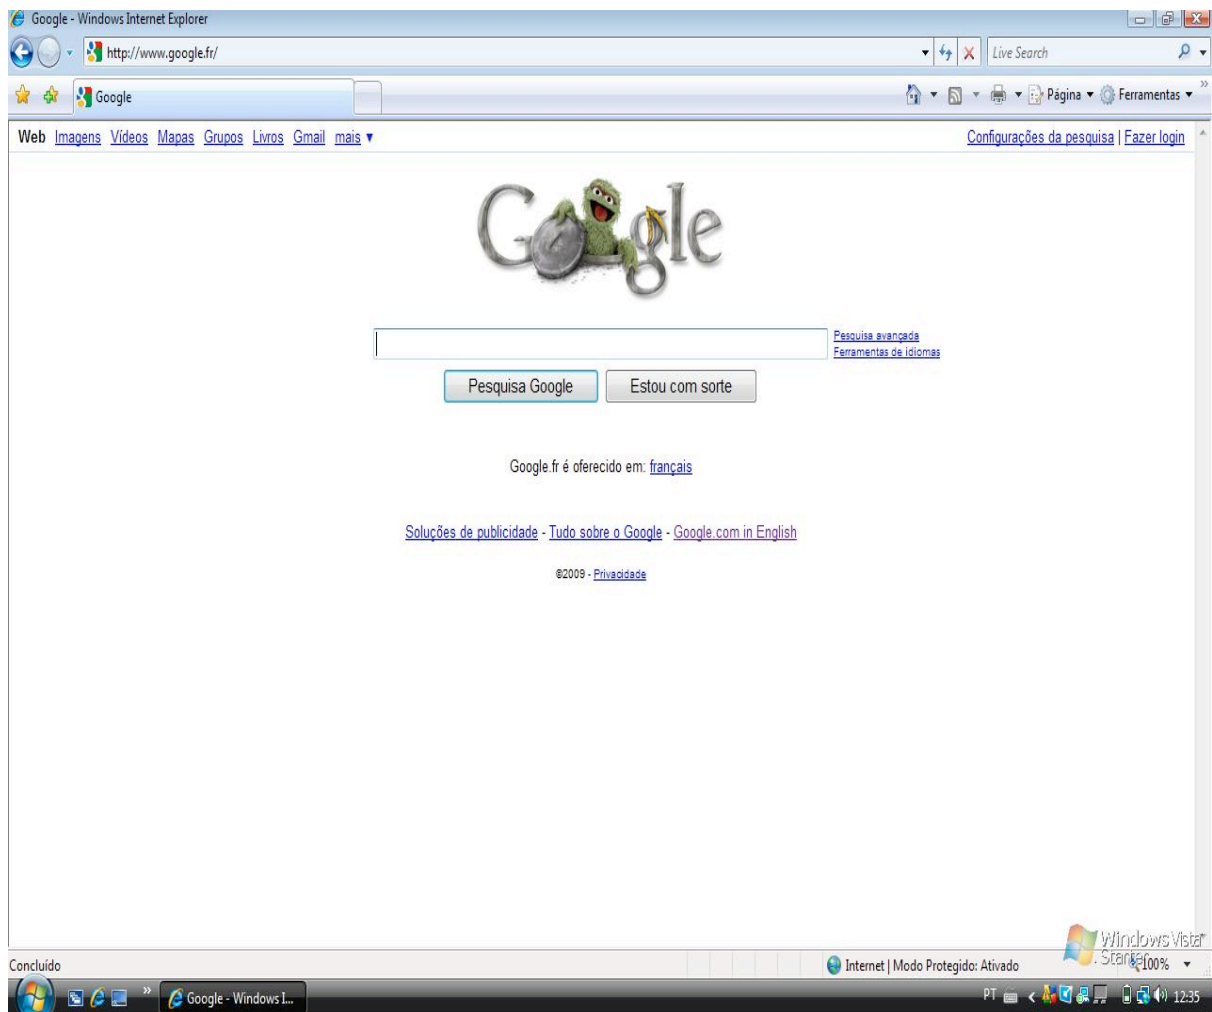 Google - Windows Internet Explorer
http://www.google.fr/
Live Search
Google
Página
Ferramentas
Web Imagens Vídeos Mapas Grupos Livros Gmail mais ▼
Configurações da pesquisa | Fazer login
Google
Pesquisa avançada
Ferramentas de idiomas
Pesquisa Google
Estou com sorte
Google.fr é oferecido em: français
Soluções de publicidade - Tudo sobre o Google - Google.com in English
©2009 - Privacidade
Windows Vista™
Starter
Concluído
Internet | Modo Protegido: Ativado
100%
Google - Windows I...
PT
12:35